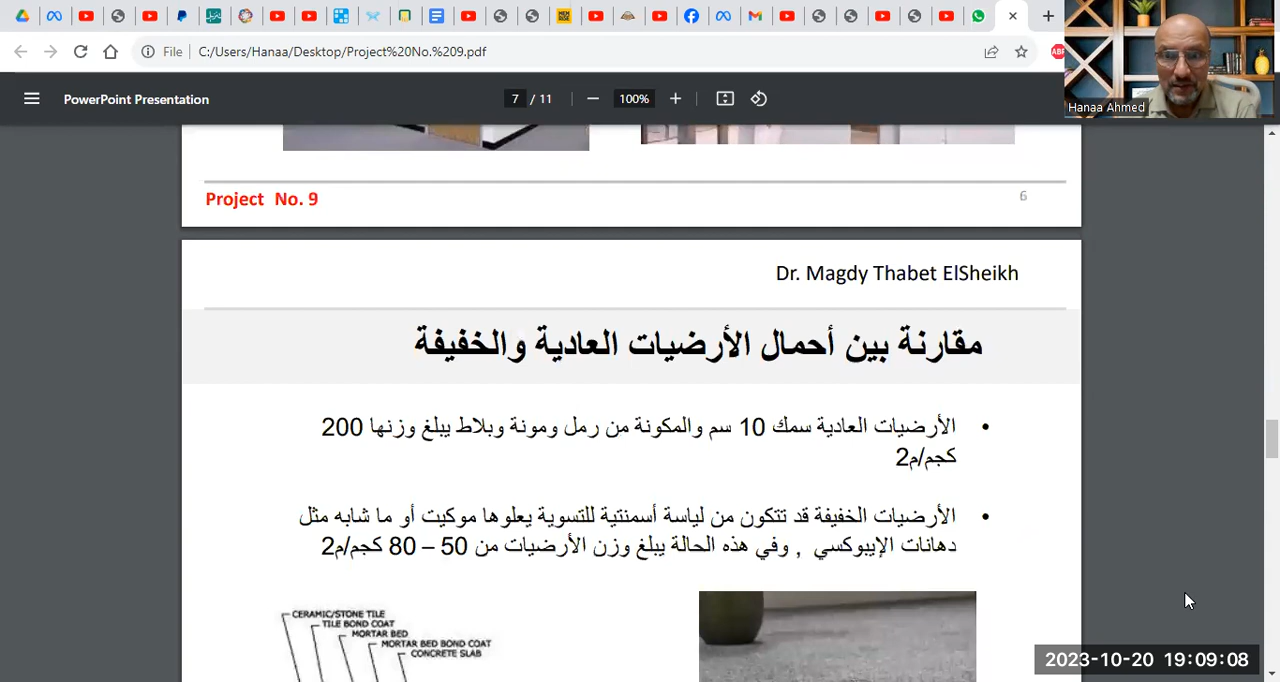 File
C:/Users/Hanaa/Desktop/Project%20No.%209.pdf
ABP
Hanaa Ahmed
PowerPoint Presentation
7 / 11
100%
Project No. 9
6
Dr. Magdy Thabet ElSheikh
مقارنة بين أحمال الأرضيات العادية والخفيفة
• الأرضيات العادية سمك 10 سم والمكونة من رمل ومونة وبلاط يبلغ وزنها 200
كجم/م2
• الأرضيات الخفيفة قد تتكون من لياسة أسمنتية للتسوية يعلوها موكيت أو ما شابه مثل
دهانات الإيبوكسي , وفي هذه الحالة يبلغ وزن الأرضيات من 50 – 80 كجم/م2
CERAMIC/STONE TILE
TILE BOND COAT
MORTAR BED
MORTAR BED BOND COAT
CONCRETE SLAB
2023-10-20 19:09:08